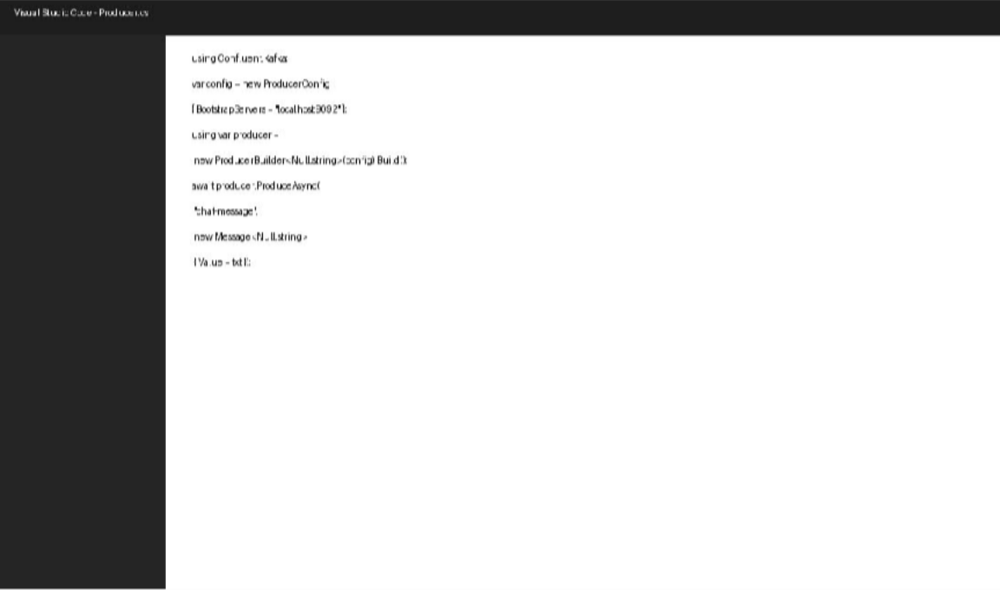 Visual Studio Code - Producer.cs
using Confluent.Kafka
var config = new ProducerConfig
{ BootstrapServers = "localhost:9092" };
using var producer =
new ProducerBuilder<Null, string>(config).Build();
await producer.ProduceAsync(
"chat-message",
new Message<Null, string>
{ Value = txt });